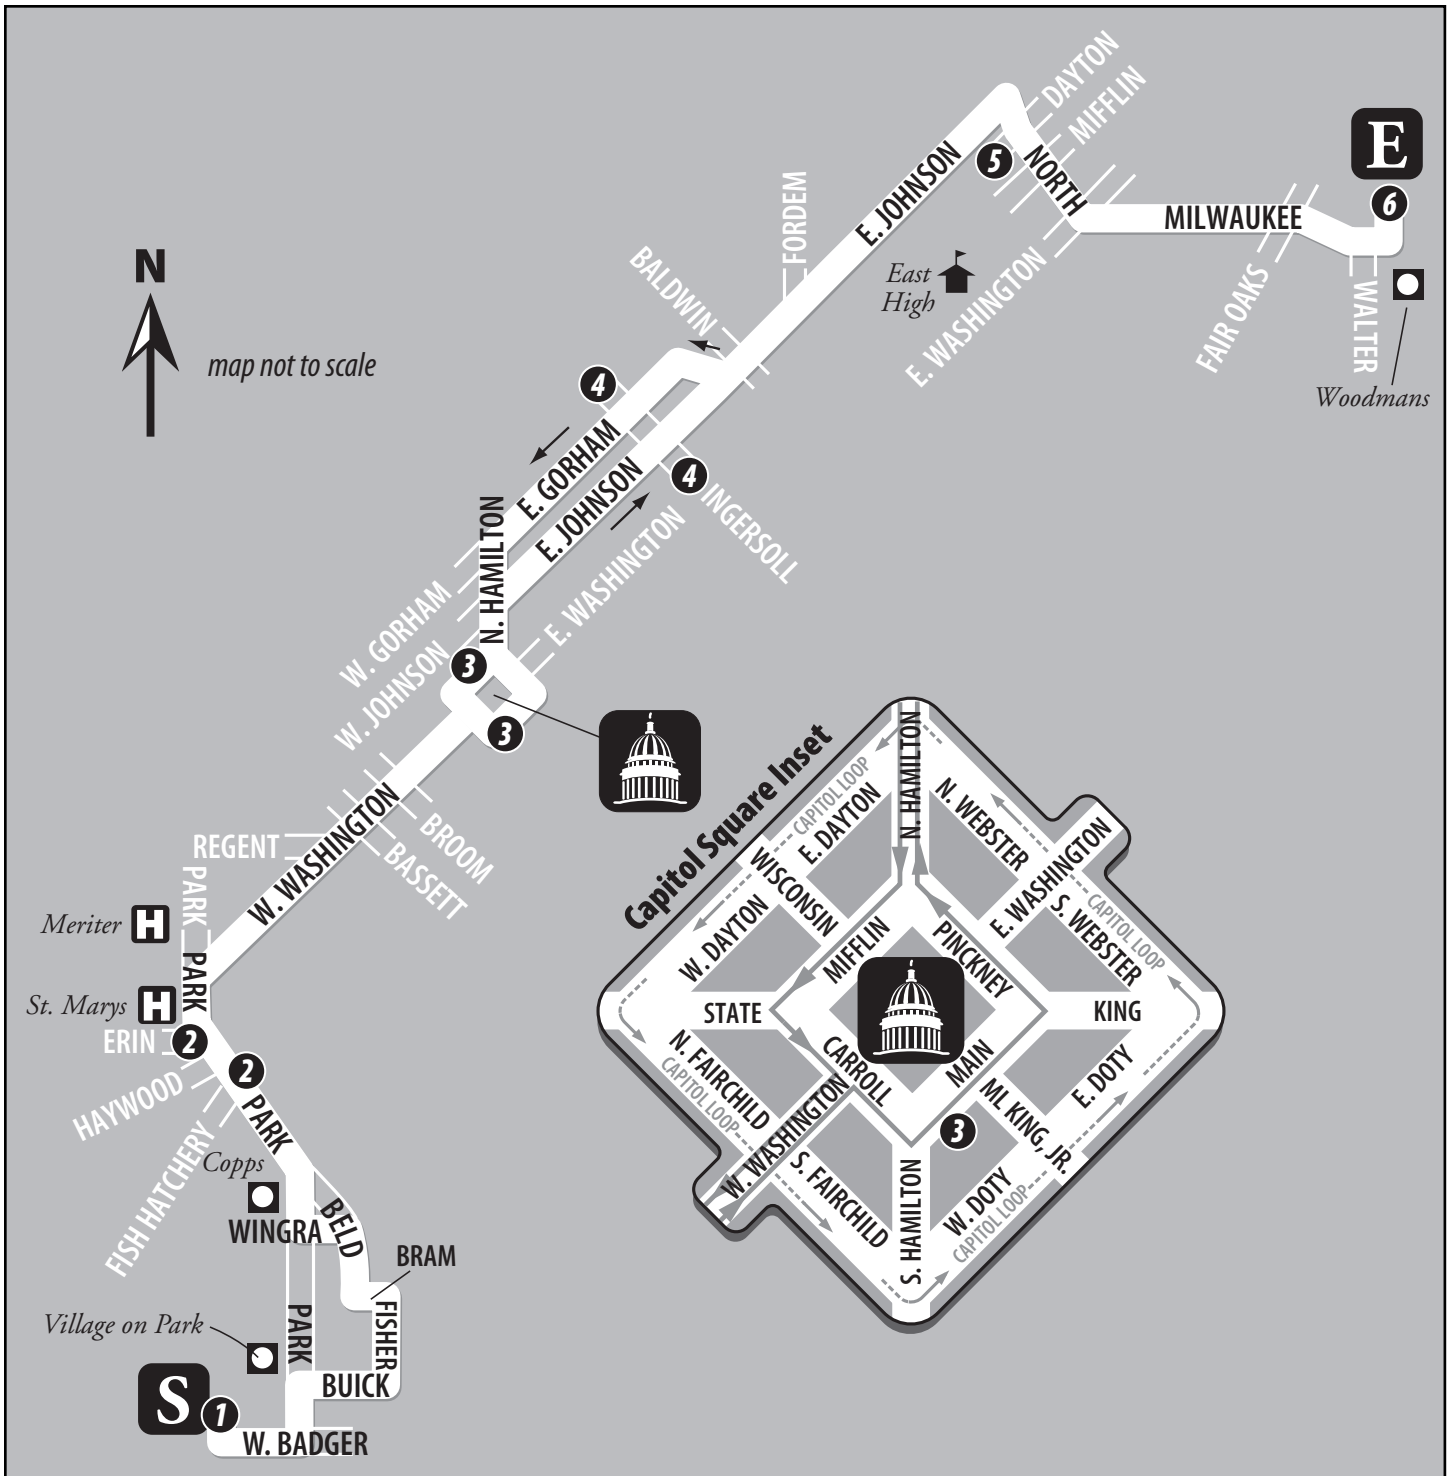 DAYTON
MIFFLIN
E
5
NORTH
6
E. JOHNSON
FORDEM
MILWAUKEE
East
High
E. WASHINGTON
FAIR OAKS
WALTER
Woodmans
N
map not to scale
BALDWIN
4
E. GORHAM
E. JOHNSON
4
INGERSOLL
N. HAMILTON
E. WASHINGTON
W. GORHAM
W. JOHNSON
3
3
W. WASHINGTON
BROOM
BASSETT
REGENT
PARK
Meriter
H
PARK
St. Marys
H
ERIN
2
2
HAYWOOD
PARK
FISH HATCHERY
Copps
WINGRA
BELD
BRAM
FISHER
PARK
Village on Park
BUICK
S
1
W. BADGER
Capitol Square Inset
N. HAMILTON
CAPITOL LOOP
E. DAYTON
N. WEBSTER
WISCONSIN
E. WASHINGTON
W. DAYTON
MIFFLIN
PINCKNEY
S. WEBSTER
CAPITOL LOOP
STATE
KING
N. FAIRCHILD
CAPITOL LOOP
CARROLL
MAIN
E. DOTY
W. WASHINGTON
3
ML KING, JR.
S. FAIRCHILD
S. HAMILTON
W. DOTY
CAPITOL LOOP